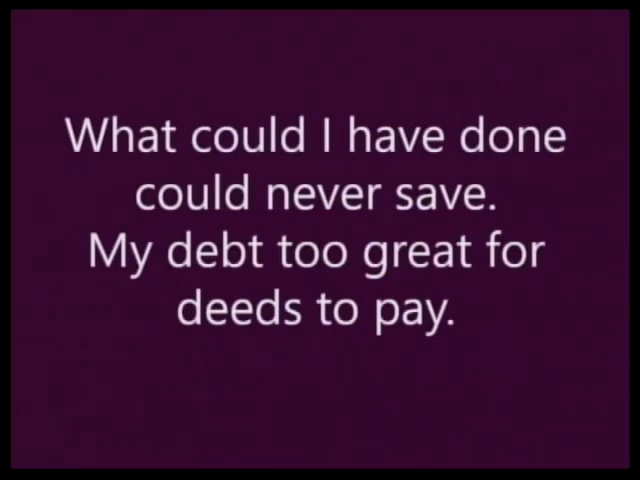 What could I have done
could never save.
My debt too great for
deeds to pay.